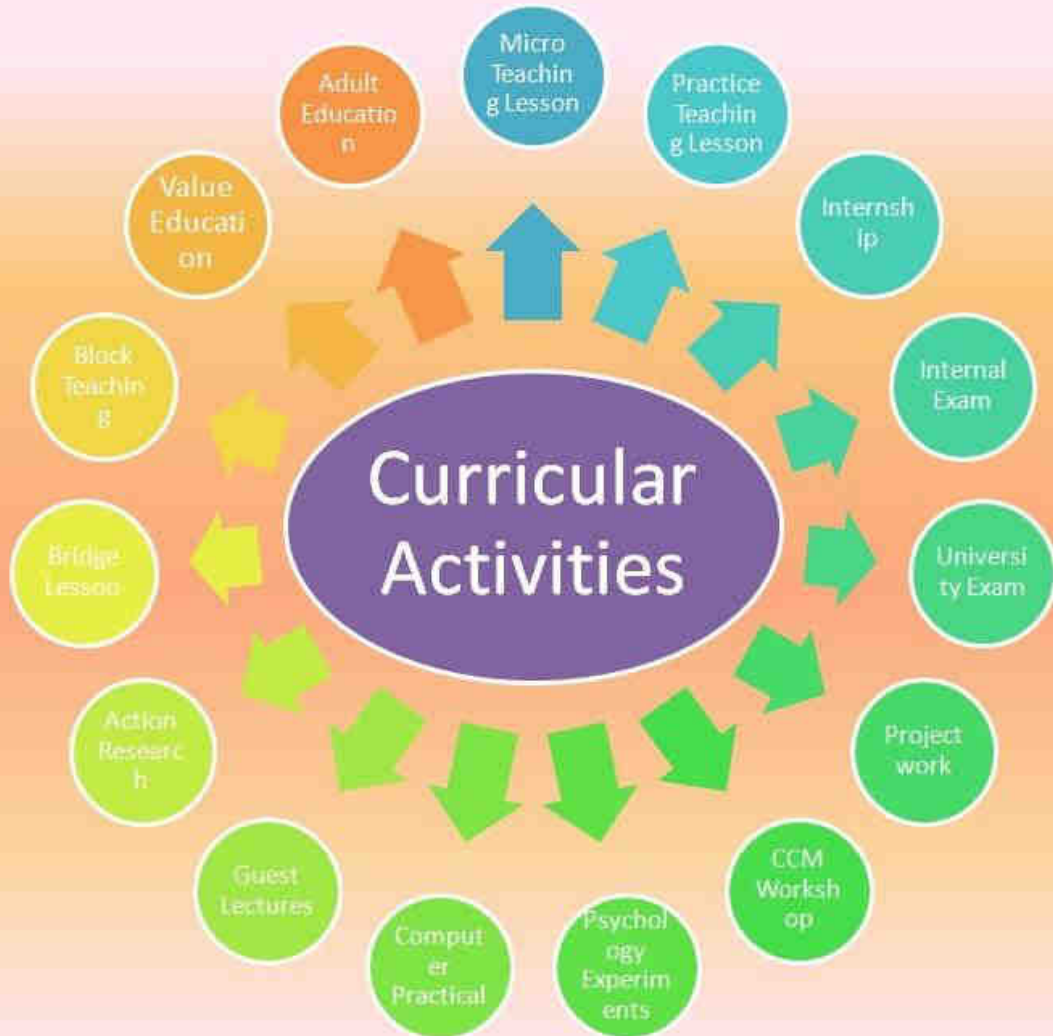 Curricular
Activities
Micro
Teachin
g Lesson
Practice
Teachin
g Lesson
Internsh
ip
Internal
Exam
Universi
ty Exam
Project
work
CCM
Worksh
op
Psychol
ogy
Experim
ents
Comput
er
Practical
Guest
Lectures
Action
Researc
h
Bridge
Lesson
Block
Teachin
g
Value
Educati
on
Adult
Educatio
n